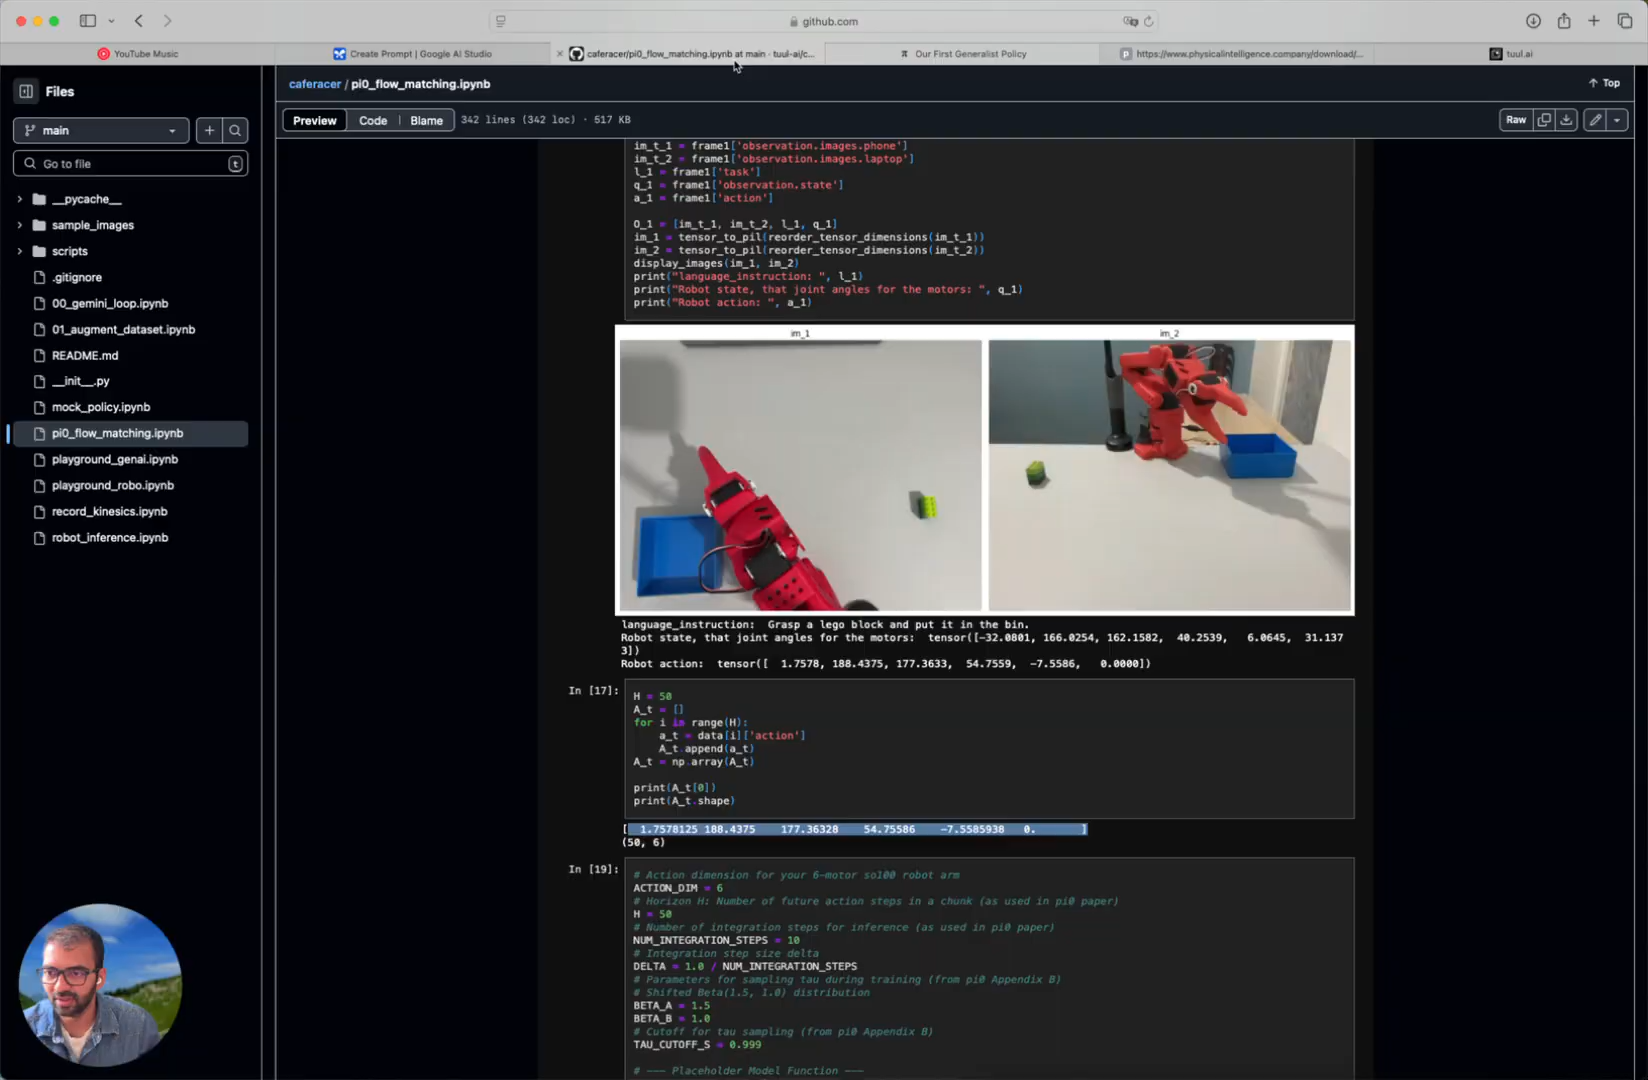 github.com
YouTube Music
Create Prompt | Google AI Studio
caferacer/pi0_flow_matching.ipynb at main · tuul-ai/c...
Our First Generalist Policy
https://www.physicalintelligence.company/download/...
tuul.ai
Files
caferacer / pi0_flow_matching.ipynb
Top
main
Preview
Code
Blame
342 lines (342 loc) · 517 KB
Raw
Go to file
t
__pycache__
sample_images
scripts
.gitignore
00_gemini_loop.ipynb
01_augment_dataset.ipynb
README.md
__init__.py
mock_policy.ipynb
pi0_flow_matching.ipynb
playground_genai.ipynb
playground_robo.ipynb
record_kinesics.ipynb
robot_inference.ipynb
im_t_1 = frame1['observation.images.phone']
im_t_2 = frame1['observation.images.laptop']
l_1 = frame1['task']
q_1 = frame1['observation.state']
a_1 = frame1['action']
O_1 = [im_t_1, im_t_2, l_1, q_1]
im_1 = tensor_to_pil(reorder_tensor_dimensions(im_t_1))
im_2 = tensor_to_pil(reorder_tensor_dimensions(im_t_2))
display_images(im_1, im_2)
print("language_instruction: ", l_1)
print("Robot state, that joint angles for the motors: ", q_1)
print("Robot action: ", a_1)
im_1
im_2
language_instruction:  Grasp a lego block and put it in the bin.
Robot state, that joint angles for the motors:  tensor([-32.0801, 166.0254, 162.1582,  40.2539,   6.0645,  31.137
3])
Robot action:  tensor([  1.7578, 188.4375, 177.3633,  54.7559,  -7.5586,   0.0000])
In [17]:
H = 50
A_t = []
for i in range(H):
a_t = data[i]['action']
A_t.append(a_t)
A_t = np.array(A_t)
print(A_t[0])
print(A_t.shape)
[  1.7578125 188.4375    177.36328    54.75586    -7.5585938   0.       ]
(50, 6)
In [19]:
# Action dimension for your 6-motor so100 robot arm
ACTION_DIM = 6
# Horizon H: Number of future action steps in a chunk (as used in pi0 paper)
H = 50
# Number of integration steps for inference (as used in pi0 paper)
NUM_INTEGRATION_STEPS = 10
# Integration step size delta
DELTA = 1.0 / NUM_INTEGRATION_STEPS
# Parameters for sampling tau during training (from pi0 Appendix B)
# Shifted Beta(1.5, 1.0) distribution
BETA_A = 1.5
BETA_B = 1.0
# Cutoff for tau sampling (from pi0 Appendix B)
TAU_CUTOFF_S = 0.999
# --- Placeholder Model Function ---